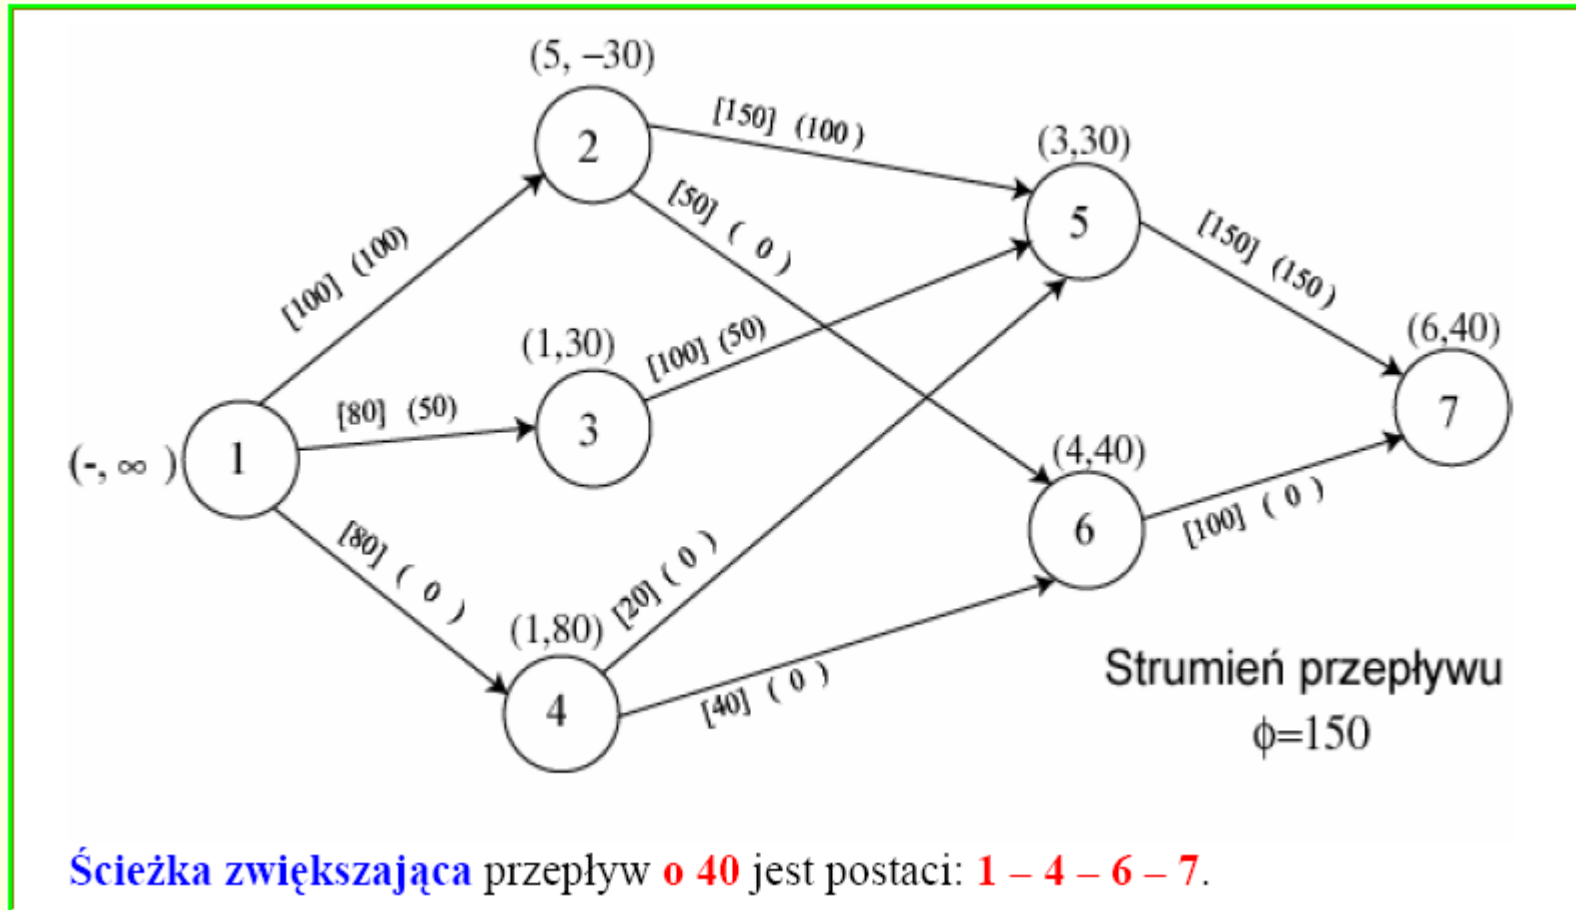 (5, −30)
2
[150] (100 )
[50] ( 0 )
(3,30)
5
[150] (150 )
[100] (100)
(1,30)
3
[100] (50)
(6,40)
7
[80] (50)
(-, ∞ )
1
(4,40)
6
[100] ( 0 )
[80] ( 0 )
(1,80)
4
[20] ( 0 )
[40] ( 0 )
Strumień przepływu
ϕ=150
Ścieżka zwiększająca przepływ o 40 jest postaci: 1 – 4 – 6 – 7.